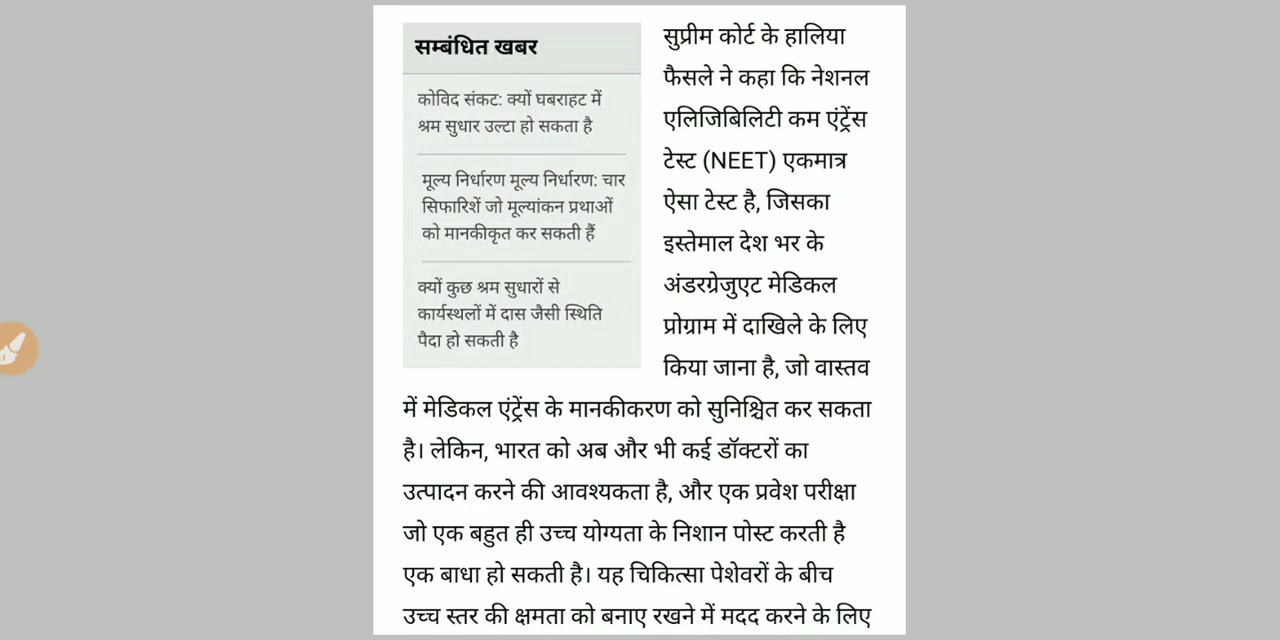 सम्बंधित खबर
कोविद संकट: क्यों घबराहट में
श्रम सुधार उल्टा हो सकता है
मूल्य निर्धारण मूल्य निर्धारण: चार
सिफारिशें जो मूल्यांकन प्रथाओं
को मानकीकृत कर सकती हैं
क्यों कुछ श्रम सुधारों से
कार्यस्थलों में दास जैसी स्थिति
पैदा हो सकती है
सुप्रीम कोर्ट के हालिया
फैसले ने कहा कि नेशनल
एलिजिबिलिटी कम एंट्रेंस
टेस्ट (NEET) एकमात्र
ऐसा टेस्ट है, जिसका
इस्तेमाल देश भर के
अंडरग्रेजुएट मेडिकल
प्रोग्राम में दाखिले के लिए
किया जाना है, जो वास्तव
में मेडिकल एंट्रेंस के मानकीकरण को सुनिश्चित कर सकता
है। लेकिन, भारत को अब और भी कई डॉक्टरों का
उत्पादन करने की आवश्यकता है, और एक प्रवेश परीक्षा
जो एक बहुत ही उच्च योग्यता के निशान पोस्ट करती है
एक बाधा हो सकती है। यह चिकित्सा पेशेवरों के बीच
उच्च स्तर की क्षमता को बनाए रखने में मदद करने के लिए